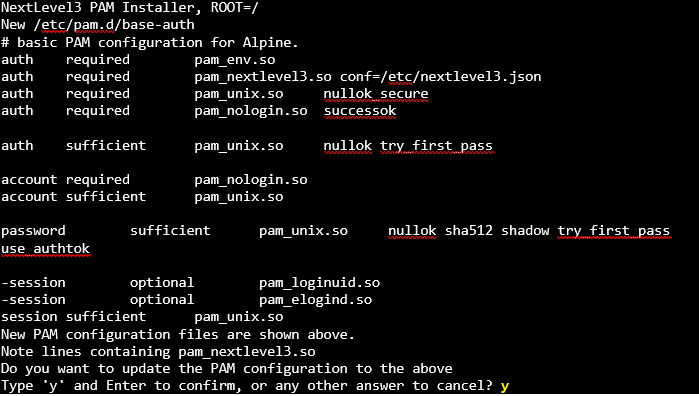 NextLevel3 PAM Installer, ROOT=/
New /etc/pam.d/base-auth
# basic PAM configuration for Alpine.
auth    required        pam_env.so
auth    required        pam_nextlevel3.so conf=/etc/nextlevel3.json
auth    required        pam_unix.so     nullok_secure
auth    required        pam_nologin.so  successok
auth    sufficient      pam_unix.so     nullok try_first_pass
account required        pam_nologin.so
account sufficient      pam_unix.so
password        sufficient      pam_unix.so     nullok sha512 shadow try_first_pass
use_authtok
-session        optional        pam_loginuid.so
-session        optional        pam_elogind.so
session sufficient      pam_unix.so
New PAM configuration files are shown above.
Note lines containing pam_nextlevel3.so
Do you want to update the PAM configuration to the above
Type 'y' and Enter to confirm, or any other answer to cancel? y